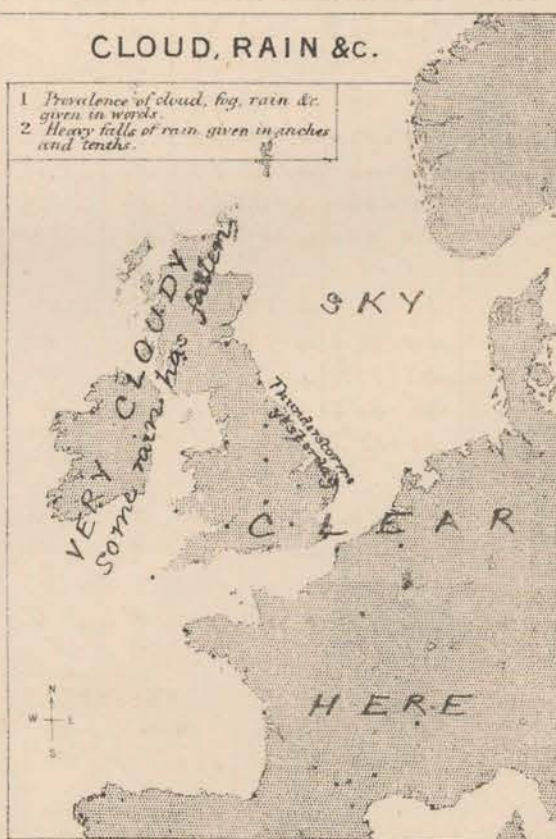 CLOUD, RAIN &c.
1 Prevalence of cloud, fog, rain &c.
given in words.
2 Heavy falls of rain given in inches
and tenths.
VERY CLOUDY
Some rain has fallen
SKY
Thunderstorms
yesterday
CLEAR
HERE
N
W E
S